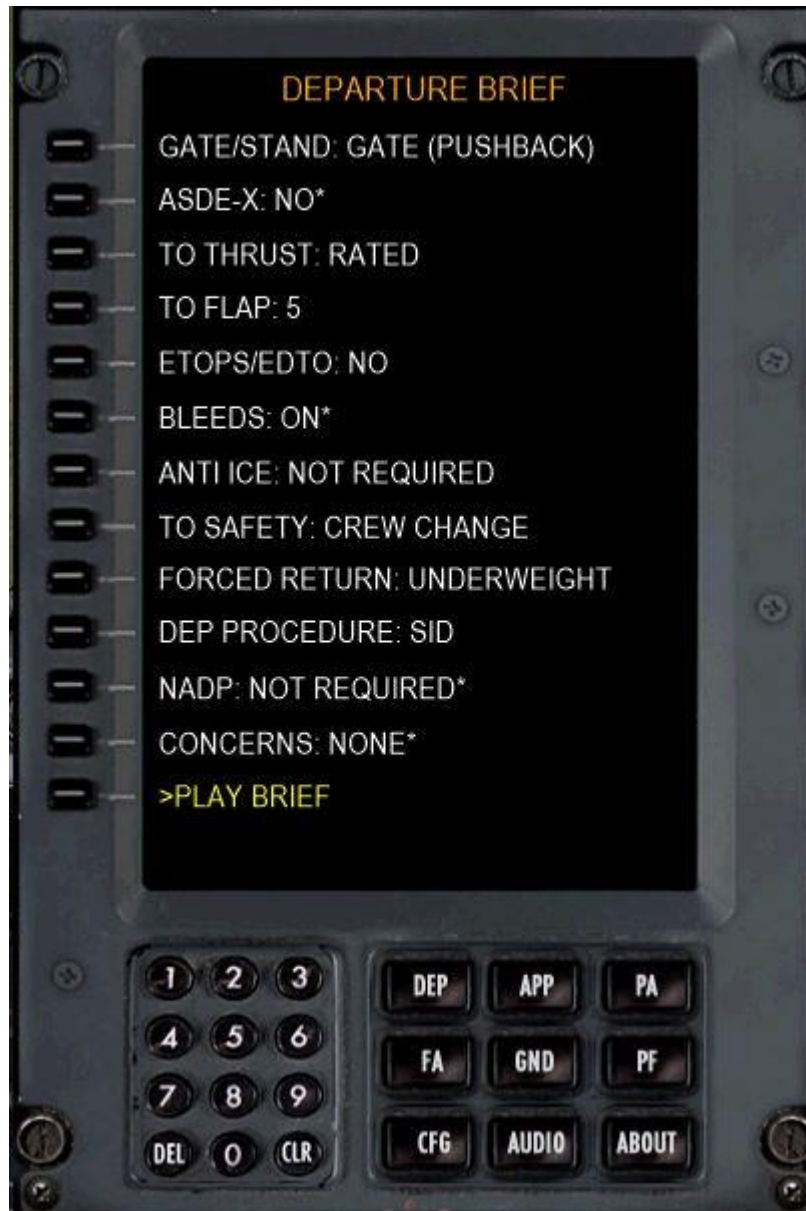 DEPARTURE BRIEF
GATE/STAND: GATE (PUSHBACK)
ASDE-X: NO*
TO THRUST: RATED
TO FLAP: 5
ETOPS/EDTO: NO
BLEEDS: ON*
ANTI ICE: NOT REQUIRED
TO SAFETY: CREW CHANGE
FORCED RETURN: UNDERWEIGHT
DEP PROCEDURE: SID
NADP: NOT REQUIRED*
CONCERNS: NONE*
>PLAY BRIEF
1 2 3 DEP APP PA
4 5 6 FA GND PF
7 8 9
DEL 0 CLR CFG AUDIO ABOUT